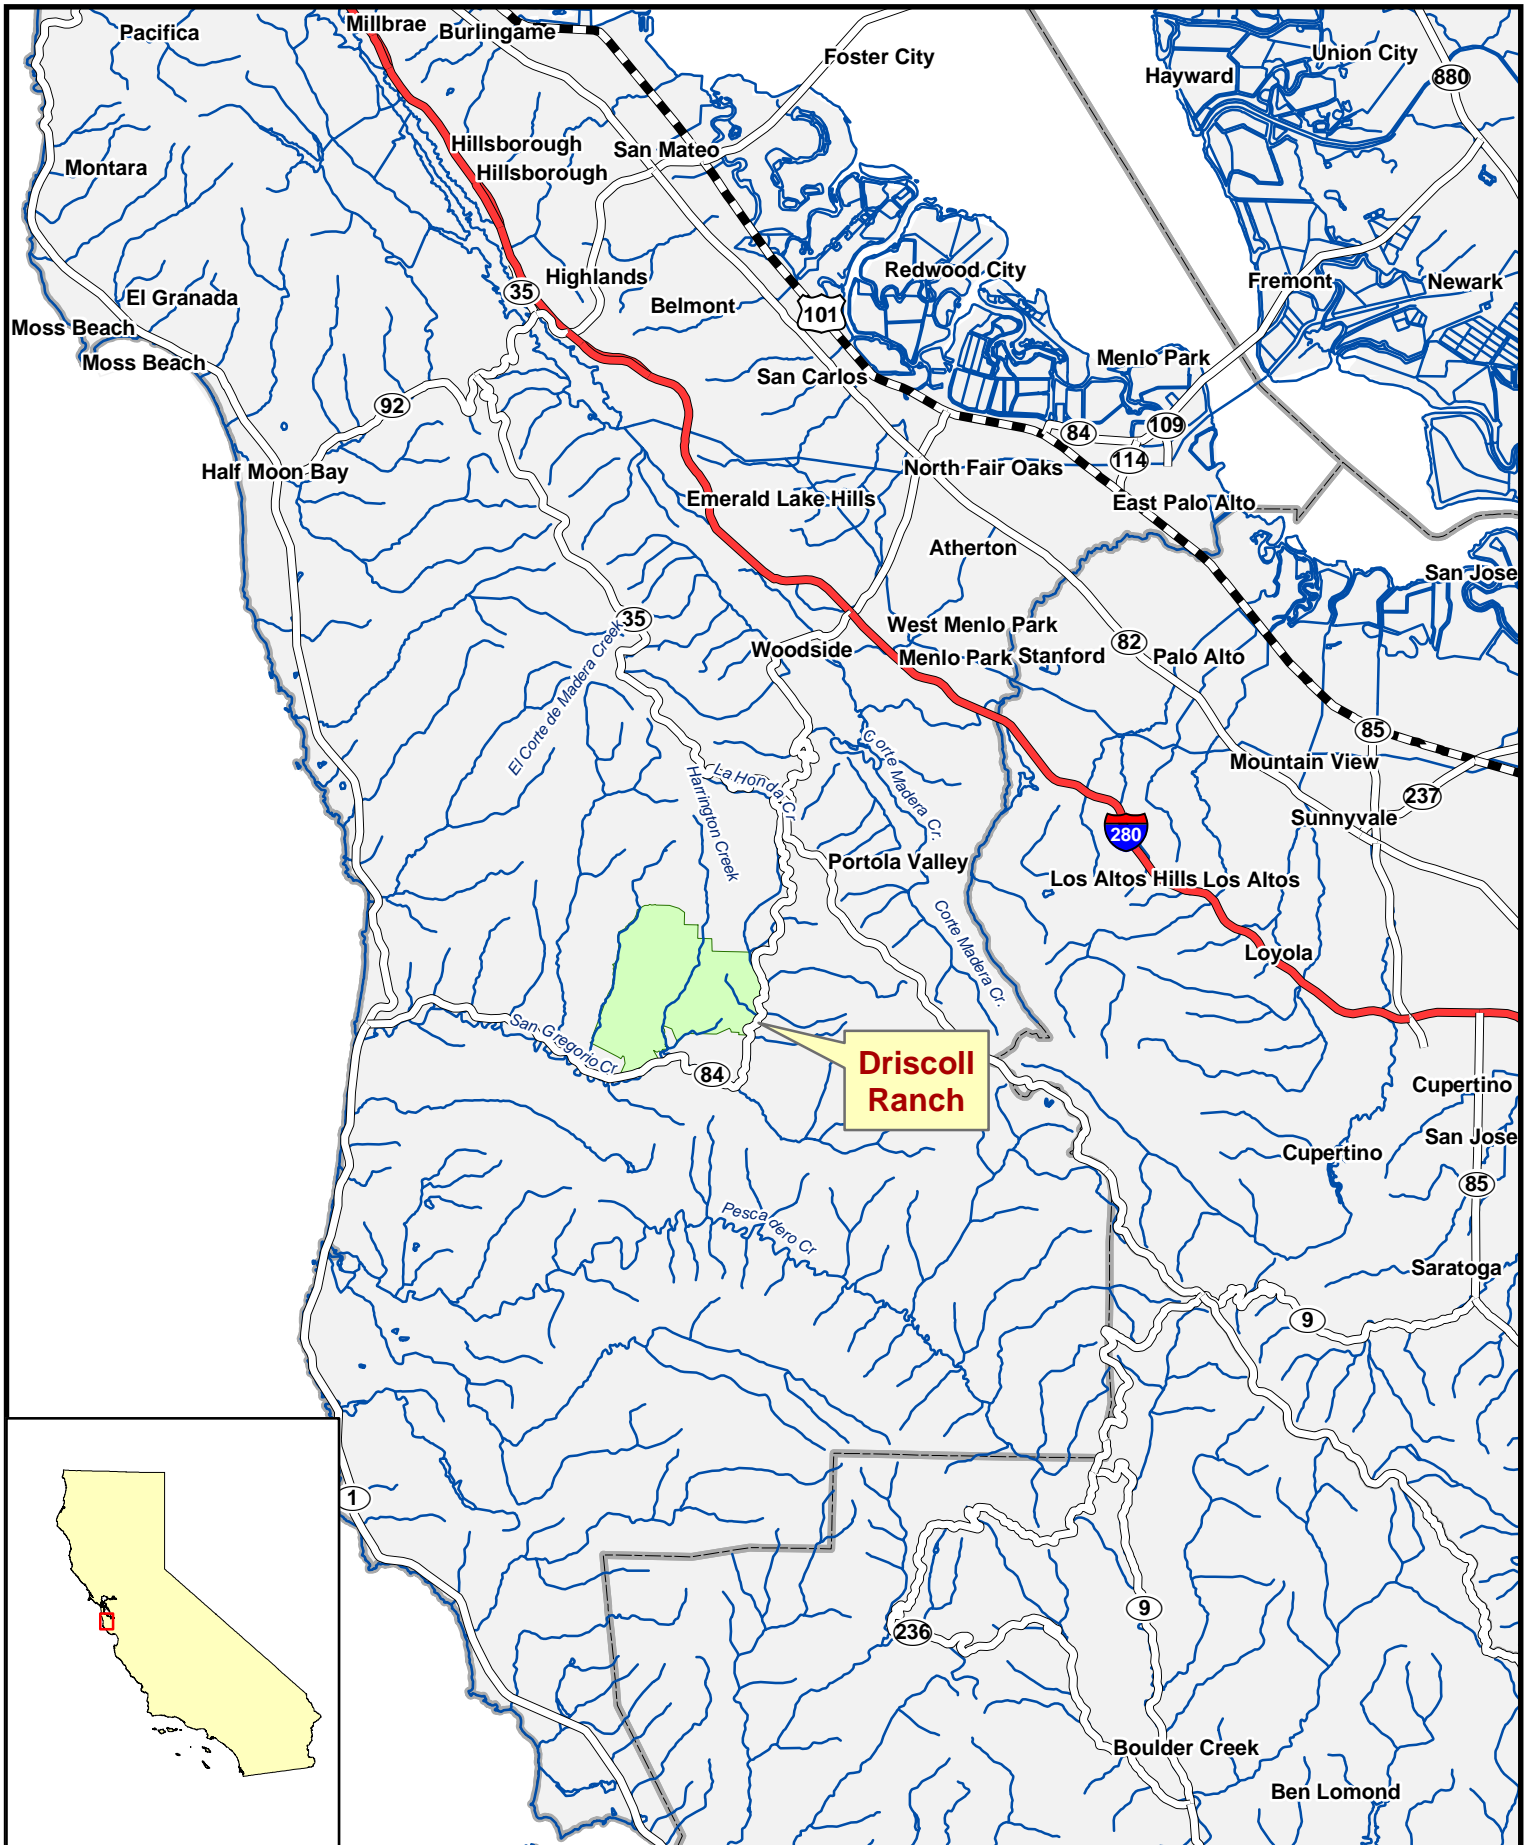 Millbrae
Pacifica
Burlingame
Foster City
Union City
Hayward
880
Hillsborough
San Mateo
Montara
Hillsborough
Redwood City
Highlands
Fremont
Newark
35
El Granada
Belmont
101
Moss Beach
Menlo Park
Moss Beach
San Carlos
92
109
84
114
North Fair Oaks
Half Moon Bay
Emerald Lake Hills
East Palo Alto
Atherton
San Jose
35
West Menlo Park
82
Woodside
Menlo Park
Stanford
Palo Alto
El Corte de Madera Creek
85
Mountain View
La Honda Cr
Corte Madera Cr.
237
Harrington Creek
Sunnyvale
280
Portola Valley
Los Altos Hills
Los Altos
Corte Madera Cr.
Loyola
San Gregorio Cr
Driscoll
Ranch
84
Cupertino
San Jose
Cupertino
85
Pescadero Cr
Saratoga
9
1
9
236
Boulder Creek
Ben Lomond